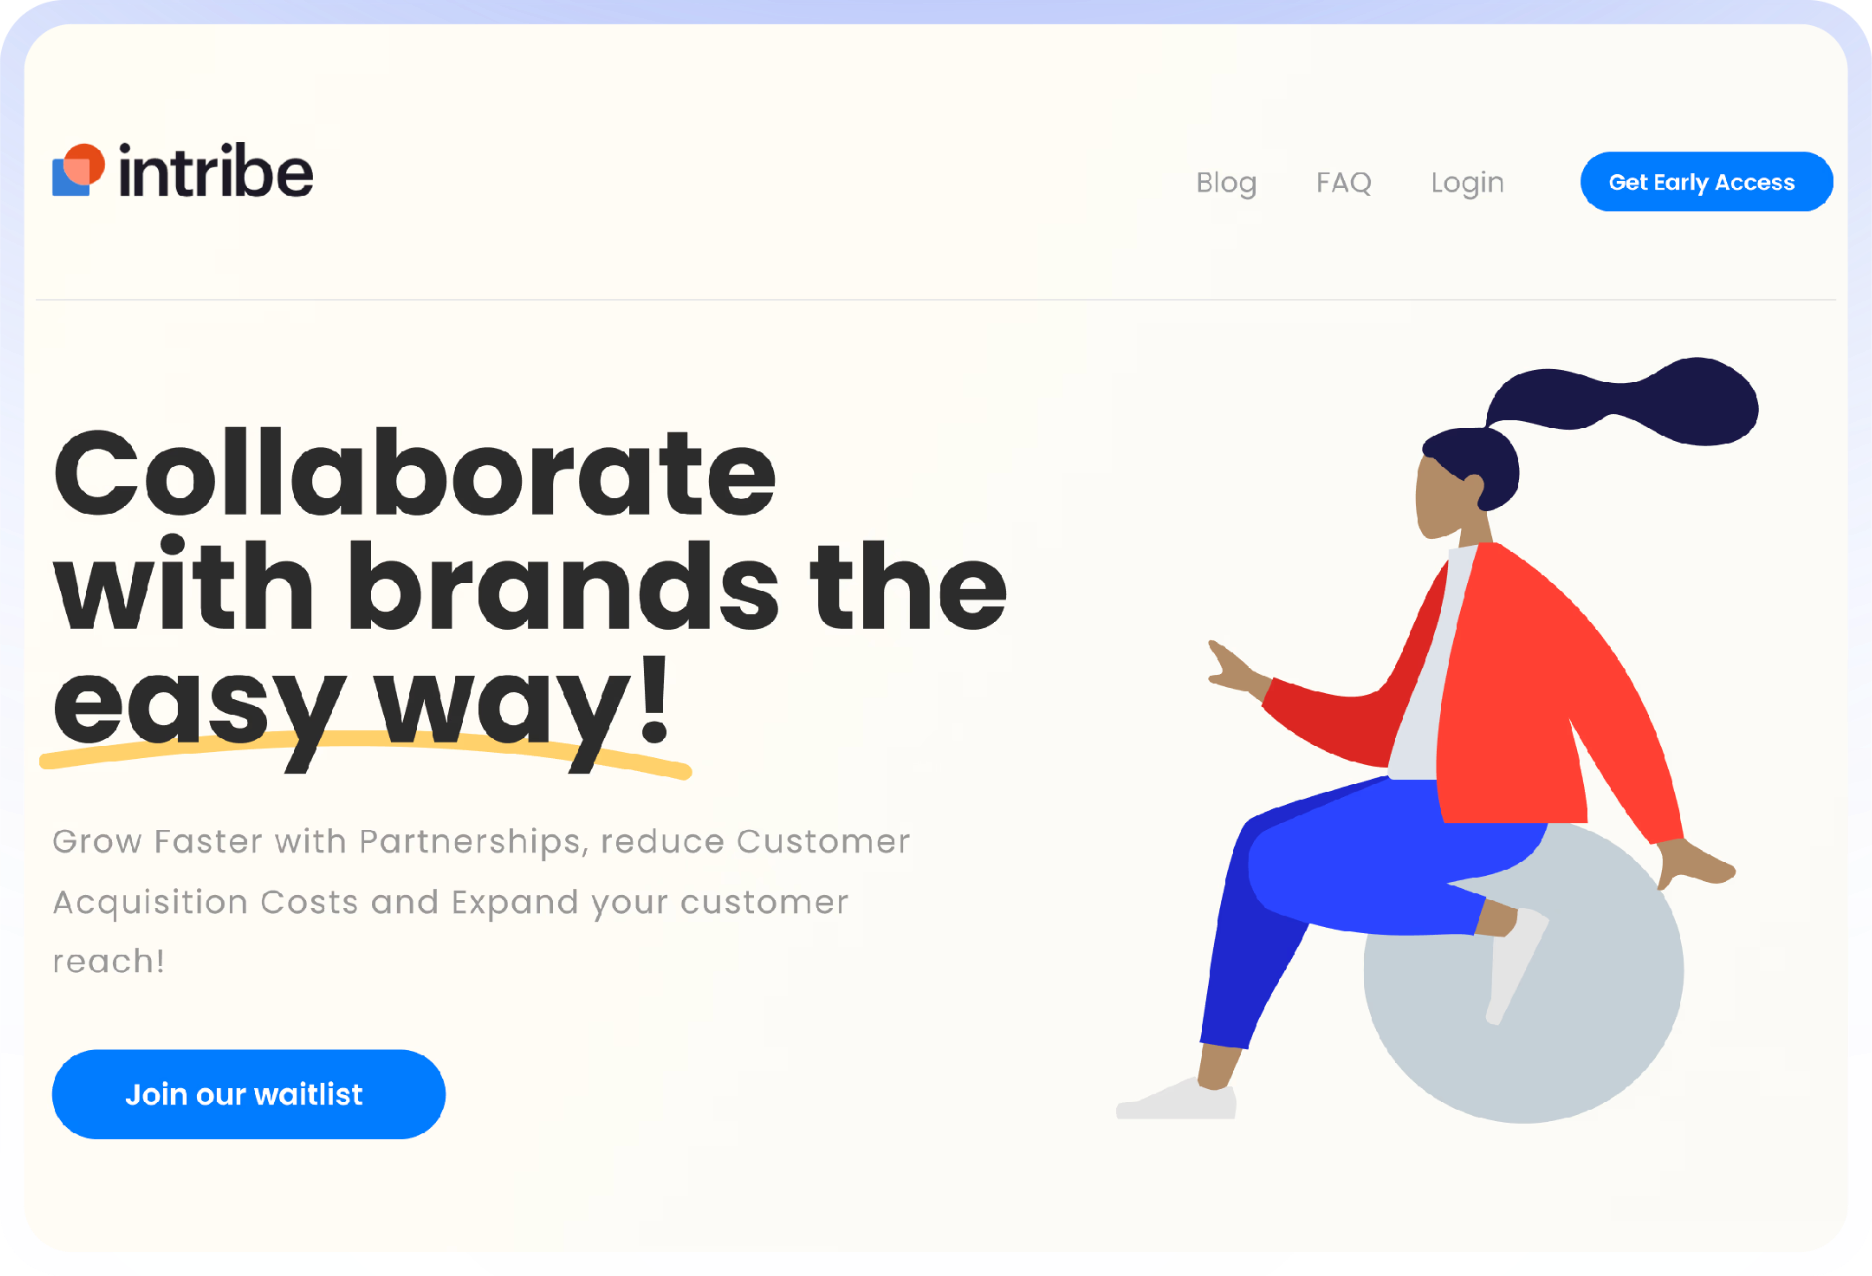 intribe
Blog FAQ Login Get Early Access
Collaborate
with brands the
easy way!
Grow Faster with Partnerships, reduce Customer
Acquisition Costs and Expand your customer
reach!
Join our waitlist